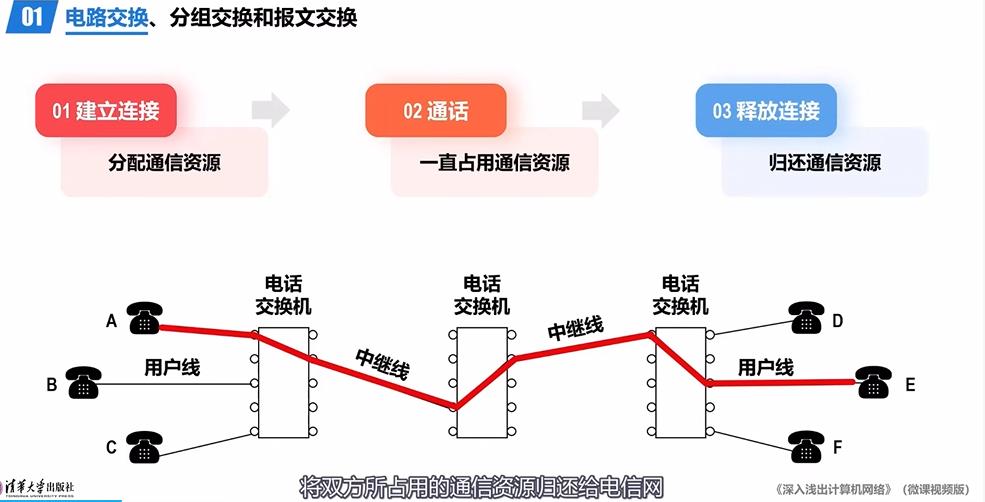 01 电路交换、分组交换和报文交换
01 建立连接
分配通信资源
02 通话
一直占用通信资源
03 释放连接
归还通信资源
电话
交换机
电话
交换机
电话
交换机
A
B
C
用户线
中继线
中继线
用户线
D
E
F
将双方所占用的通信资源归还给电信网
清华大学出版社
TSINGHUA UNIVERSITY PRESS
《深入浅出计算机网络》（微课视频版）